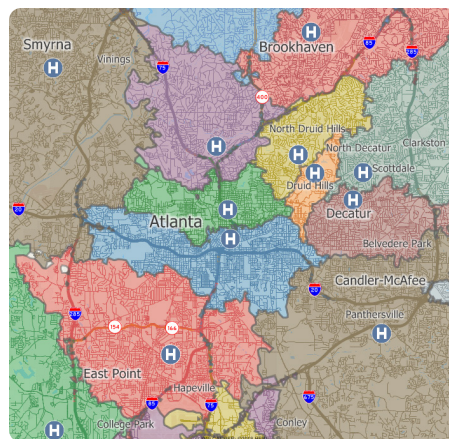 Smyrna
H
H
Brookhaven
85
285
Vinings
75
400
North Druid Hills
H
H
North Decatur
Clarkston
Scottdale
H
Druid Hills
H
20
H
Atlanta
Decatur
H
Belvedere Park
Candler-McAfee
20
285
154
166
Panthersville
H
H
East Point
Hapeville
85
75
675
College Park
Conley
H